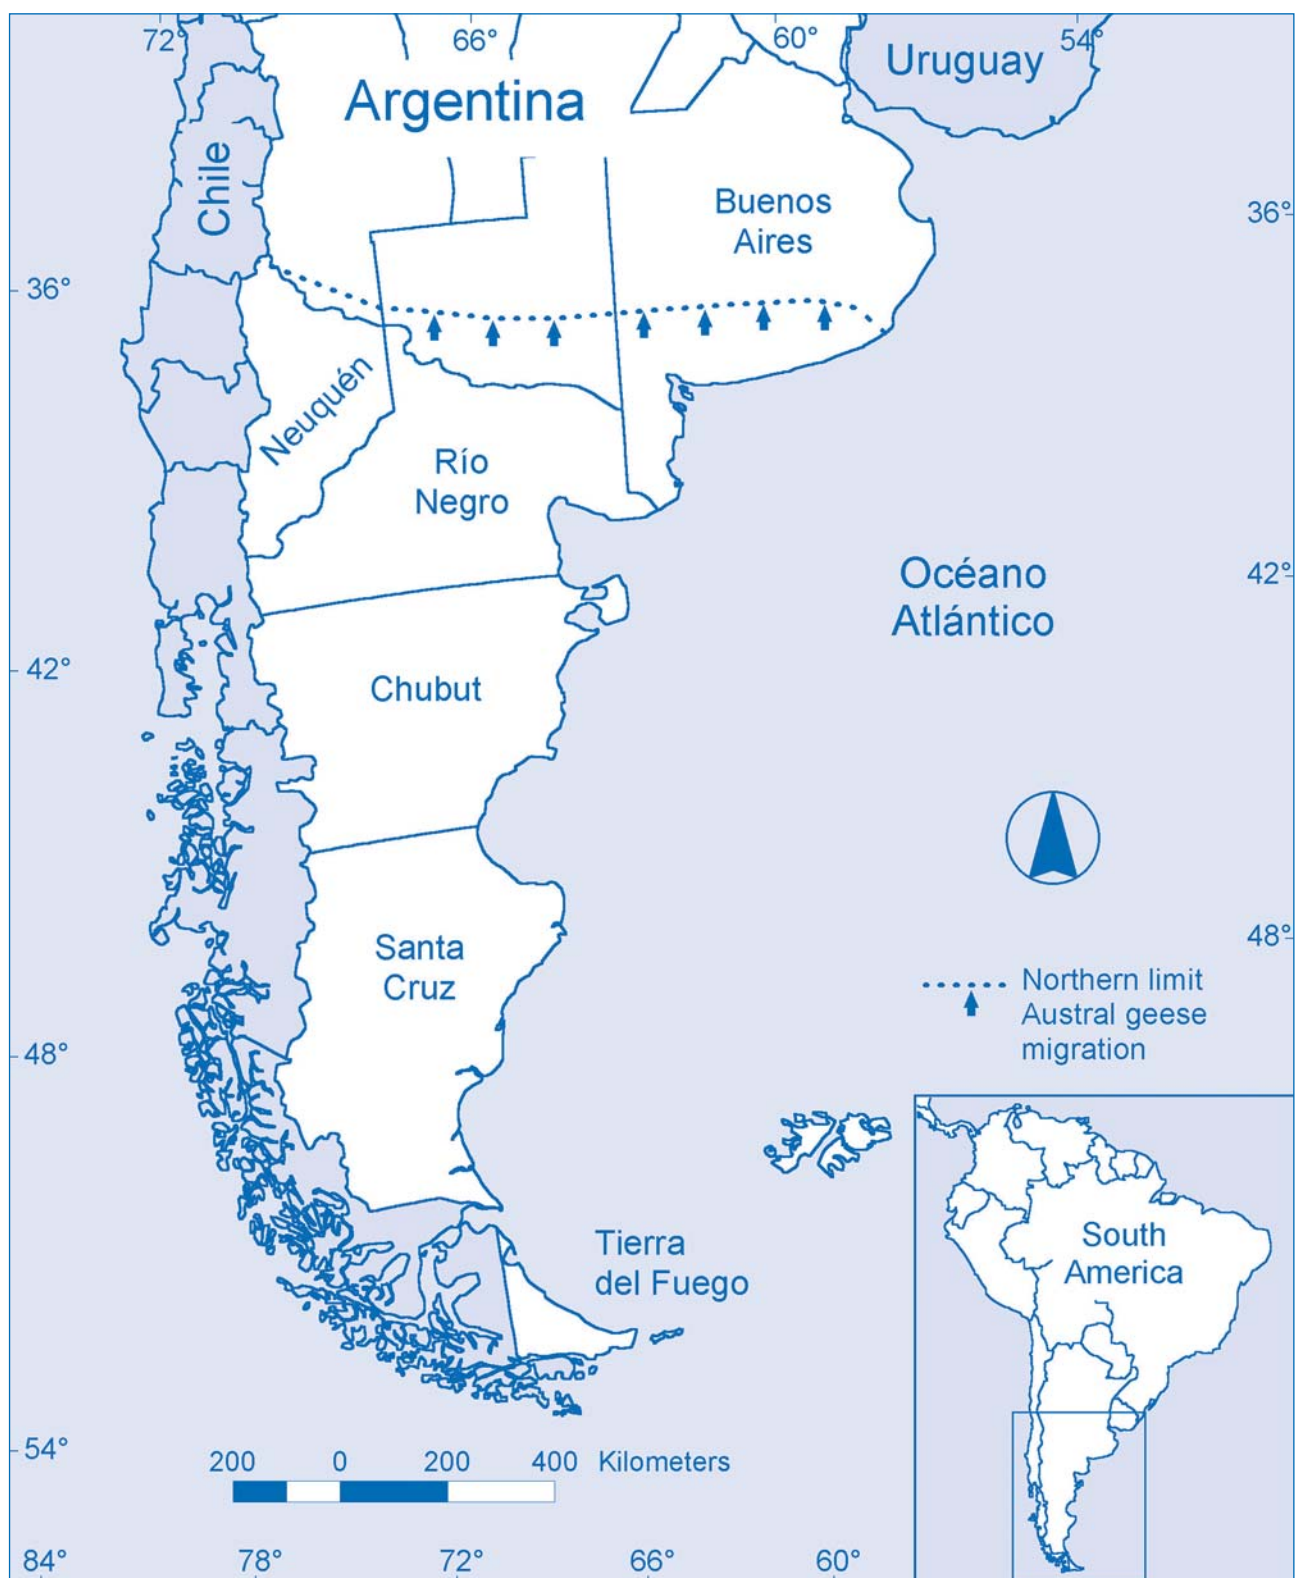 72°
66°
60°
54°
Uruguay
Argentina
Chile
Buenos
Aires
36°
36°
Neuquén
Río
Negro
Océano
Atlántico
42°
42°
Chubut
Santa
Cruz
48°
Northern limit
Austral geese
migration
48°
Tierra
del Fuego
South
America
54°
200 0 200 400 Kilometers
84°
78°
72°
66°
60°